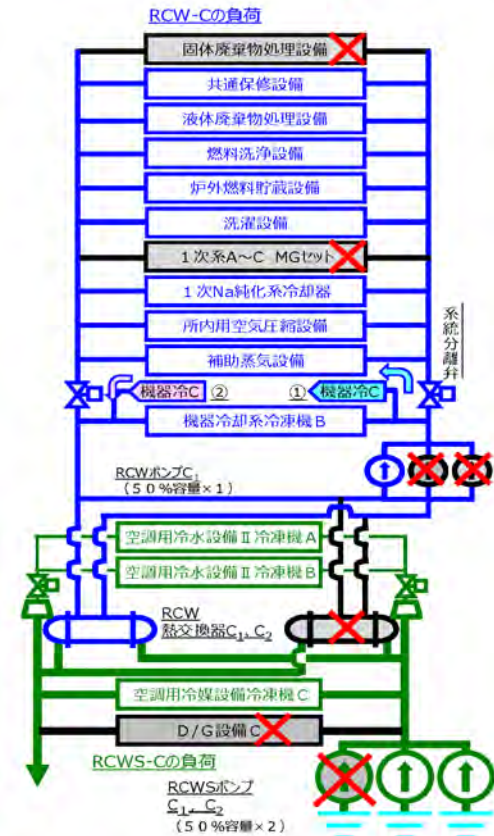 RCW-Cの負荷
固体廃棄物処理設備
共通保修設備
液体廃棄物処理設備
燃料洗浄設備
炉外燃料貯蔵設備
洗濯設備
1次系A～C MGセット
1次Na純化系冷却器
所内用空気圧縮設備
補助蒸気設備
系統分離弁
機器冷C ② ① 機器冷C
機器冷却系冷凍機B
RCWポンプC₁
（50%容量×1）
空調用冷水設備Ⅱ冷凍機A
空調用冷水設備Ⅱ冷凍機B
RCW
熱交換器C₁、C₂
空調用冷媒設備冷凍機C
D/G設備C
RCWS-Cの負荷
RCWSポンプ
C₁、C₂
（50%容量×2）